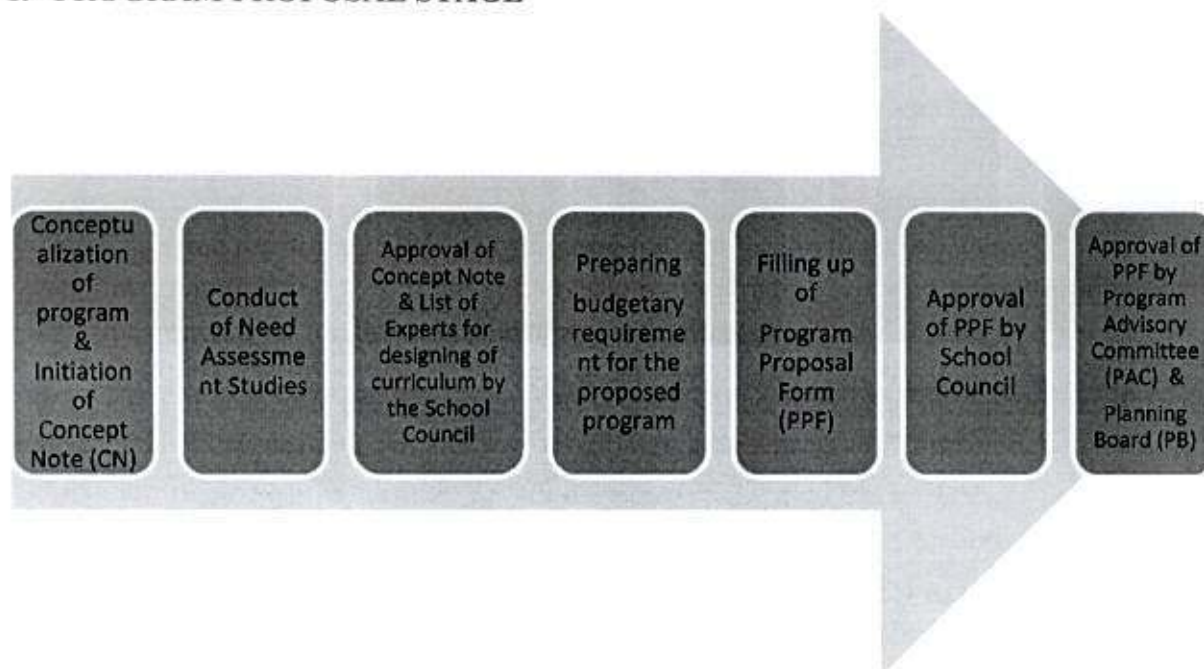 PROPOSAL STAGE
Conceptu
alization
of
program
&
Initiation
of
Concept
Note (CN)
Conduct
of Need
Assessme
nt Studies
Approval of
Concept Note
& List of
Experts for
designing of
curriculum by
the School
Council
Preparing
budgetary
requireme
nt for the
proposed
program
Filling up
of
Program
Proposal
Form
(PPF)
Approval
of PPF by
School
Council
Approval of
PPF by
Program
Advisory
Committee
(PAC) &
Planning
Board (PB)